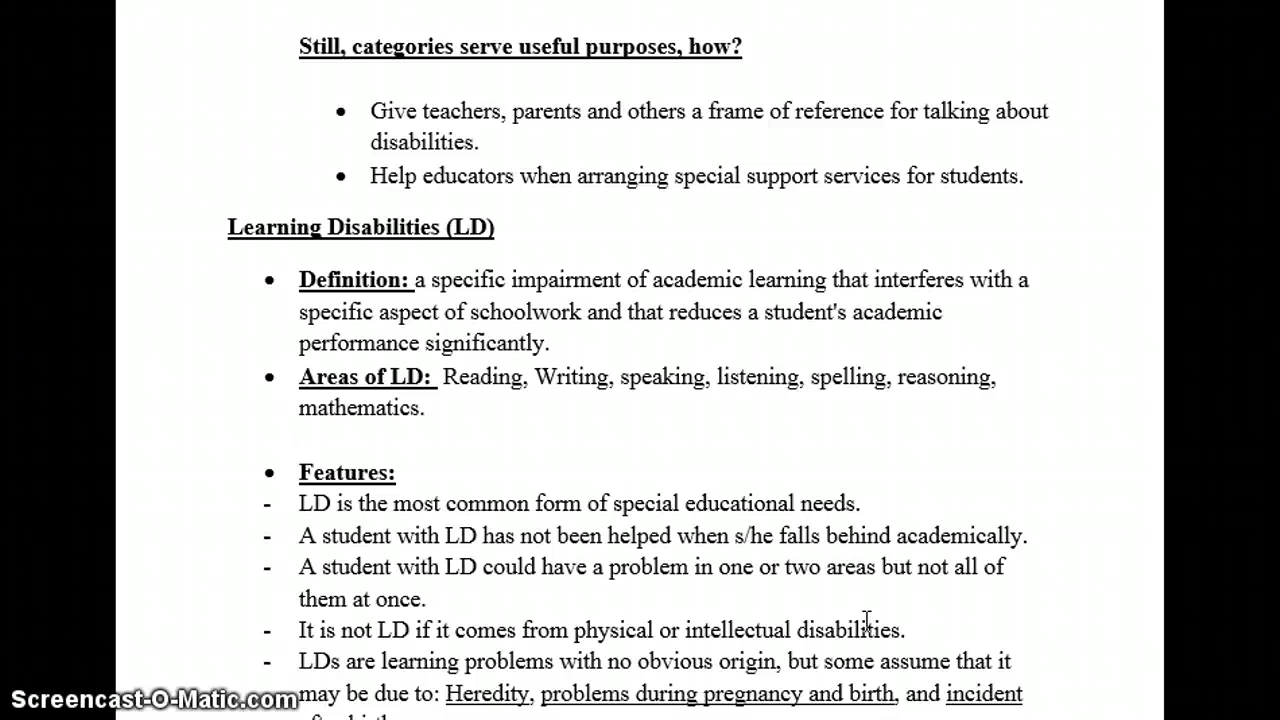 Still, categories serve useful purposes, how?
• Give teachers, parents and others a frame of reference for talking about
disabilities.
• Help educators when arranging special support services for students.
Learning Disabilities (LD)
• Definition: a specific impairment of academic learning that interferes with a
specific aspect of schoolwork and that reduces a student's academic
performance significantly.
• Areas of LD: Reading, Writing, speaking, listening, spelling, reasoning,
mathematics.
• Features:
- LD is the most common form of special educational needs.
- A student with LD has not been helped when s/he falls behind academically.
- A student with LD could have a problem in one or two areas but not all of
them at once.
- It is not LD if it comes from physical or intellectual disabilities.
- LDs are learning problems with no obvious origin, but some assume that it
may be due to: Heredity, problems during pregnancy and birth, and incident
Screencast-O-Matic.com